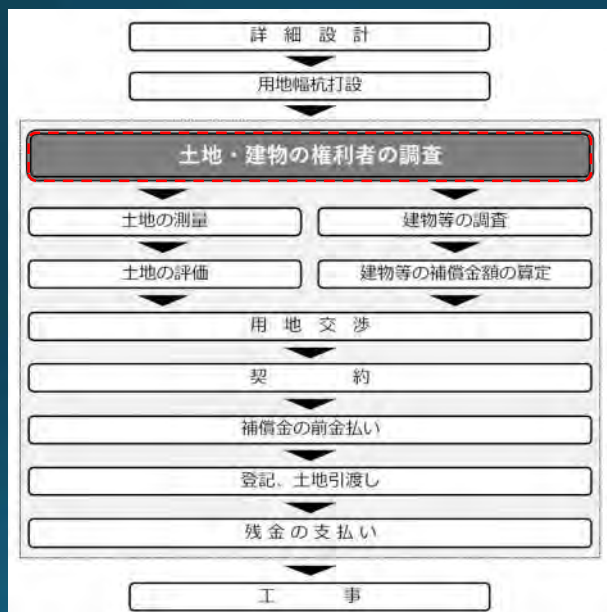 詳細設計
用地幅杭打設
土地・建物の権利者の調査
土地の測量
建物等の調査
土地の評価
建物等の補償金額の算定
用地交渉
契約
補償金の前金払い
登記、土地引渡し
残金の支払い
工事